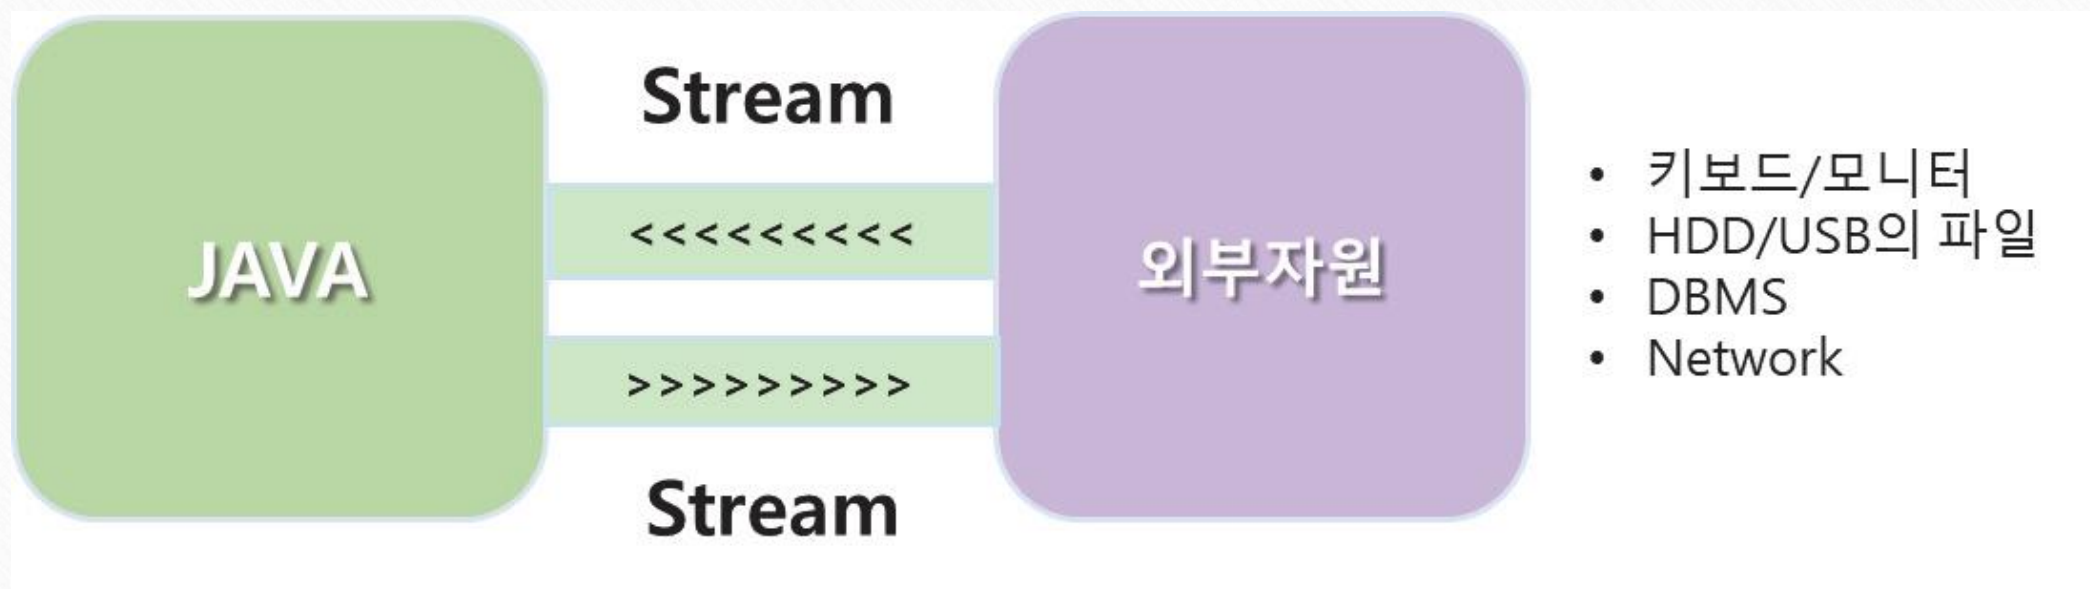 Stream
<<<<<<<<<
JAVA
외부자원
>>>>>>>>>
Stream
• 키보드/모니터
• HDD/USB의 파일
• DBMS
• Network